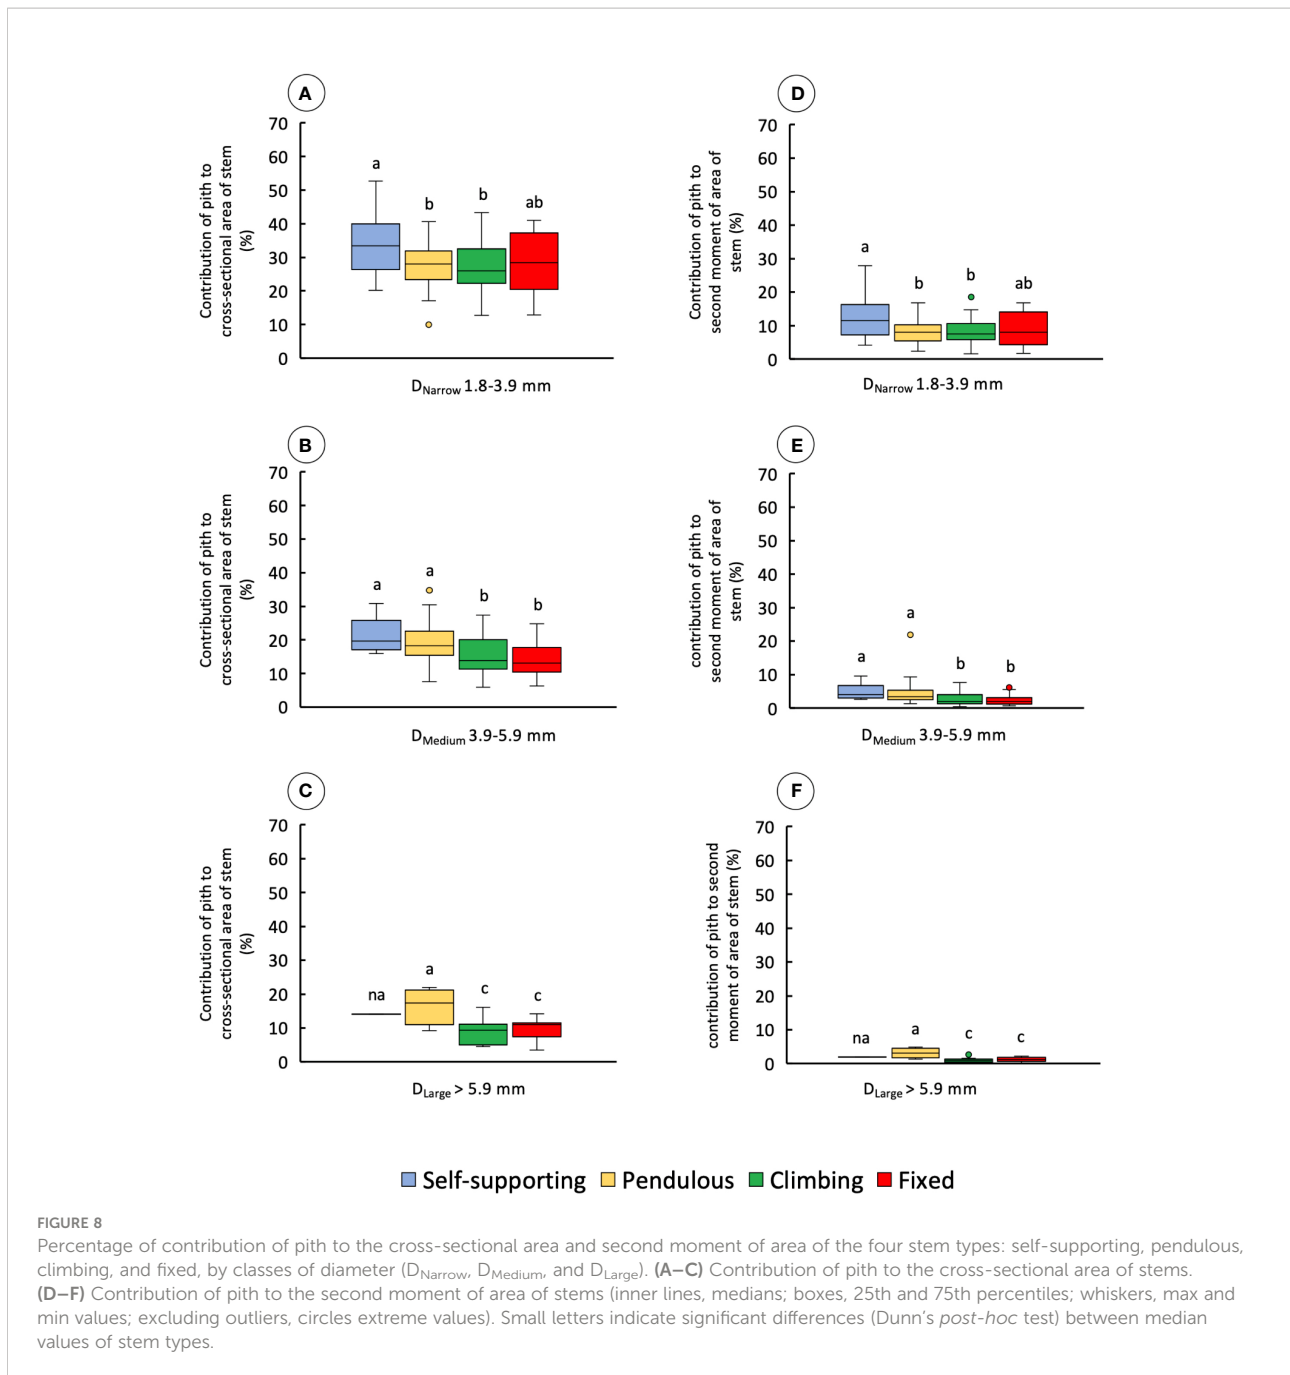 A
Contribution of pith to
cross-sectional area of stem
(%)
70
60
50
40
30
20
10
0
a
b
b
ab
DNarrow 1.8-3.9 mm
D
Contribution of pith to
second moment of area of
stem (%)
70
60
50
40
30
20
10
0
a
b
b
ab
DNarrow 1.8-3.9 mm
B
Contribution of pith to
cross-sectional area of stem
(%)
70
60
50
40
30
20
10
0
a
a
b
b
DMedium 3.9-5.9 mm
E
contribution of pith to
second moment of area of
stem (%)
70
60
50
40
30
20
10
0
a
a
b
b
DMedium 3.9-5.9 mm
C
Contribution of pith to
cross-sectional area of stem
(%)
70
60
50
40
30
20
10
0
na
a
c
c
DLarge > 5.9 mm
F
contribution of pith to second
moment of area of stem (%)
70
60
50
40
30
20
10
0
na
a
c
c
DLarge > 5.9 mm
Self-supporting Pendulous Climbing Fixed
FIGURE 8
Percentage of contribution of pith to the cross-sectional area and second moment of area of the four stem types: self-supporting, pendulous,
climbing, and fixed, by classes of diameter (DNarrow, DMedium, and DLarge). (A–C) Contribution of pith to the cross-sectional area of stems.
(D–F) Contribution of pith to the second moment of area of stems (inner lines, medians; boxes, 25th and 75th percentiles; whiskers, max and
min values; excluding outliers, circles extreme values). Small letters indicate significant differences (Dunn's post-hoc test) between median
values of stem types.